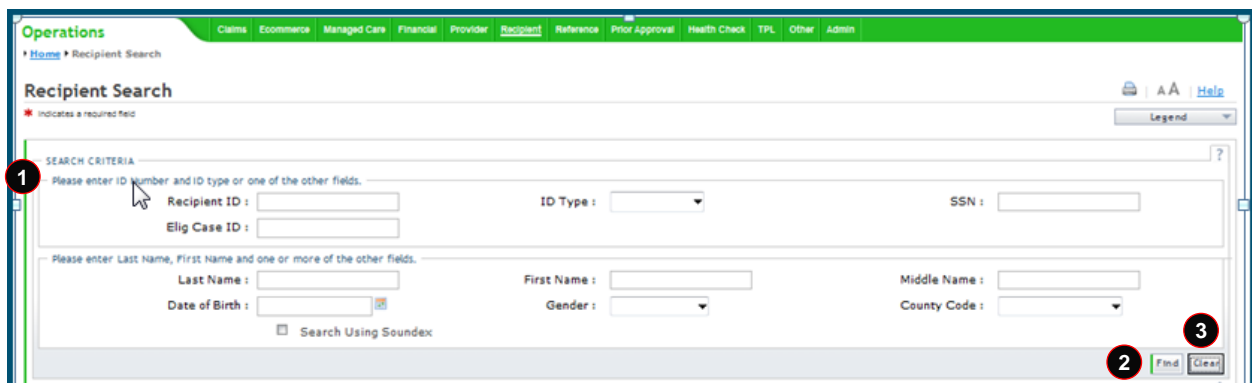 Operations
Claims Ecommerce Managed Care Financial Provider Recipient Reference Prior Approval Health Check TPL Other Admin
Home Recipient Search
Recipient Search
A A | Help
* Indicates a required field
Legend
SEARCH CRITERIA
?
1
Please enter ID Number and ID type or one of the other fields.
Recipient ID : ID Type : SSN :
Elig Case ID :
Please enter Last Name, First Name and one or more of the other fields.
Last Name : First Name : Middle Name :
Date of Birth : Gender : County Code :
Search Using Soundex
3
2 Find Clear